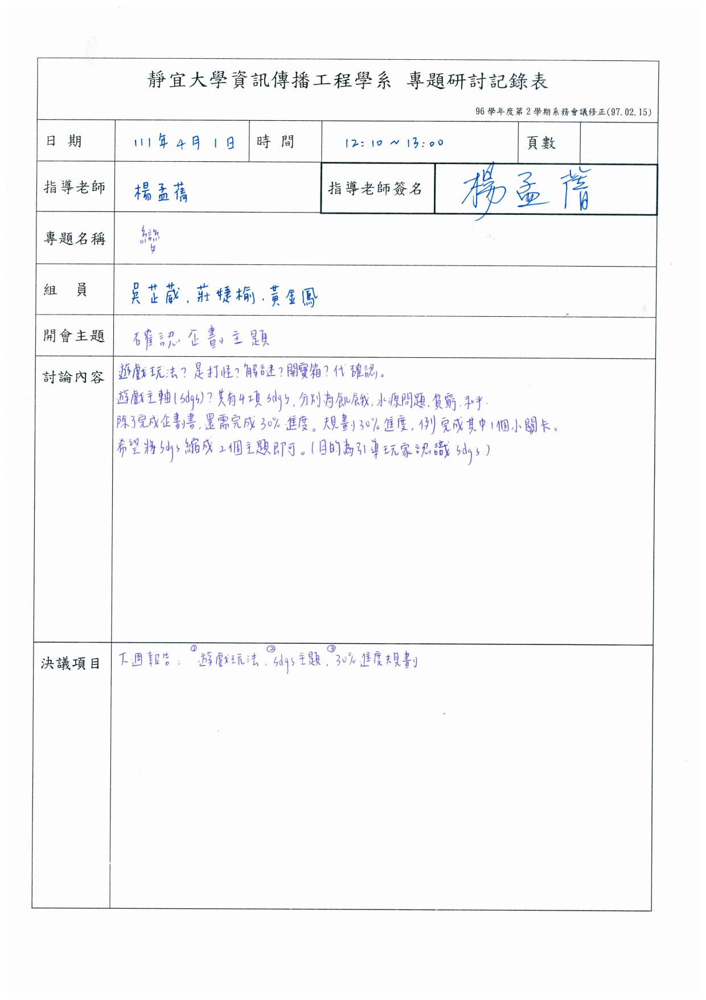 靜宜大學資訊傳播工程學系 專題研討記錄表
96學年度第2學期系務會議修正(97.02.15)
日 期 111年4月1日 時 間 12:10~13:00 頁數
指導老師 楊孟蒨 指導老師簽名 楊孟蒨
專題名稱 變
組 員 吳芷葳、莊婕榆、黃金鳳
開會主題 確認企劃主題
討論內容 遊戲玩法?是打怪?解謎?開寶箱?代確認。
遊戲主軸(sdgs)?共有4項sdgs,分別為飢餓,水源問題,貧窮,和平.
除了完成企劃書,還需完成30%進度。規劃30%進度,例完成其中1個小關卡。
希望將sdgs縮成2個主題即可。(目的為引導玩家認識sdgs.)
決議項目 下週報告:①遊戲玩法、②sdgs主題、③30%進度規劃